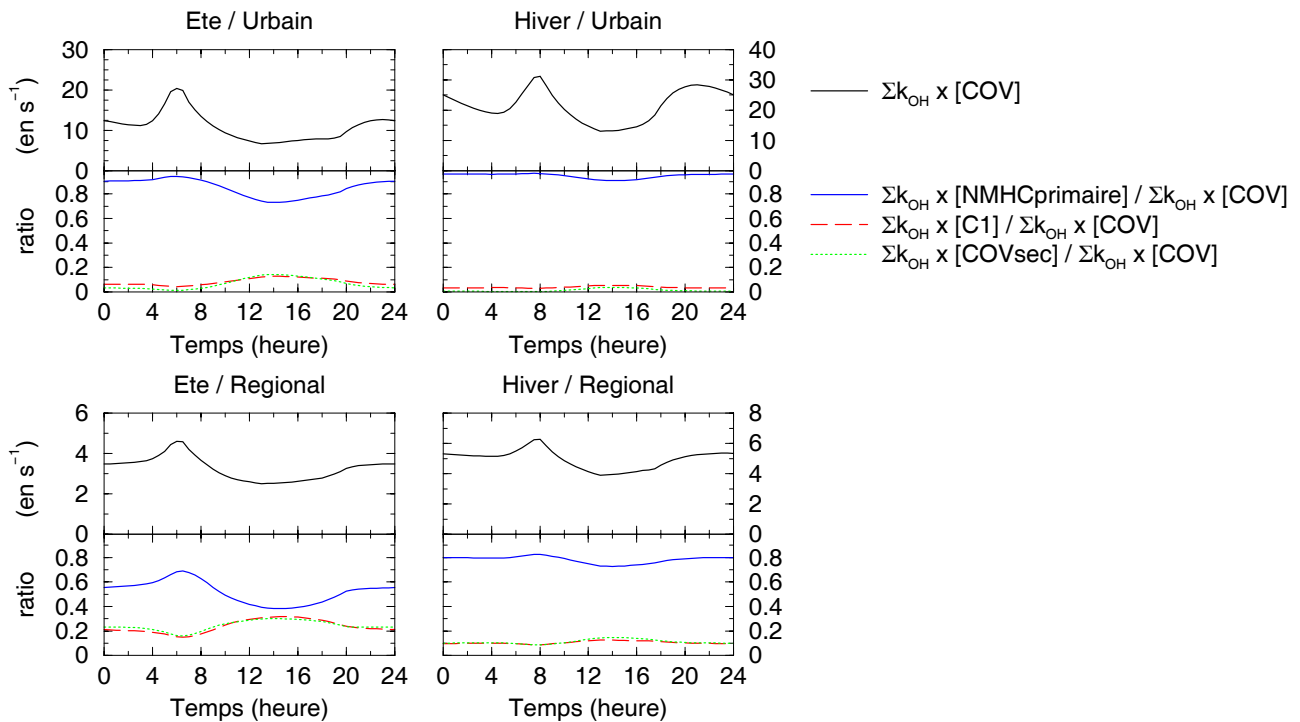 Ete / Urbain
Hiver / Urbain
30
20
10
0
(en s⁻¹)
40
30
20
10
0
0.8
0.6
0.4
0.2
0
ratio
0.8
0.6
0.4
0.2
0
0 4 8 12 16 20 24
Temps (heure)
0 4 8 12 16 20 24
Temps (heure)
Σk_OH x [COV]
Σk_OH x [NMHCprimaire] / Σk_OH x [COV]
Σk_OH x [C1] / Σk_OH x [COV]
Σk_OH x [COVsec] / Σk_OH x [COV]
Ete / Regional
Hiver / Regional
6
4
2
0
(en s⁻¹)
8
6
4
2
0
0.8
0.6
0.4
0.2
0
ratio
0.8
0.6
0.4
0.2
0
0 4 8 12 16 20 24
Temps (heure)
0 4 8 12 16 20 24
Temps (heure)